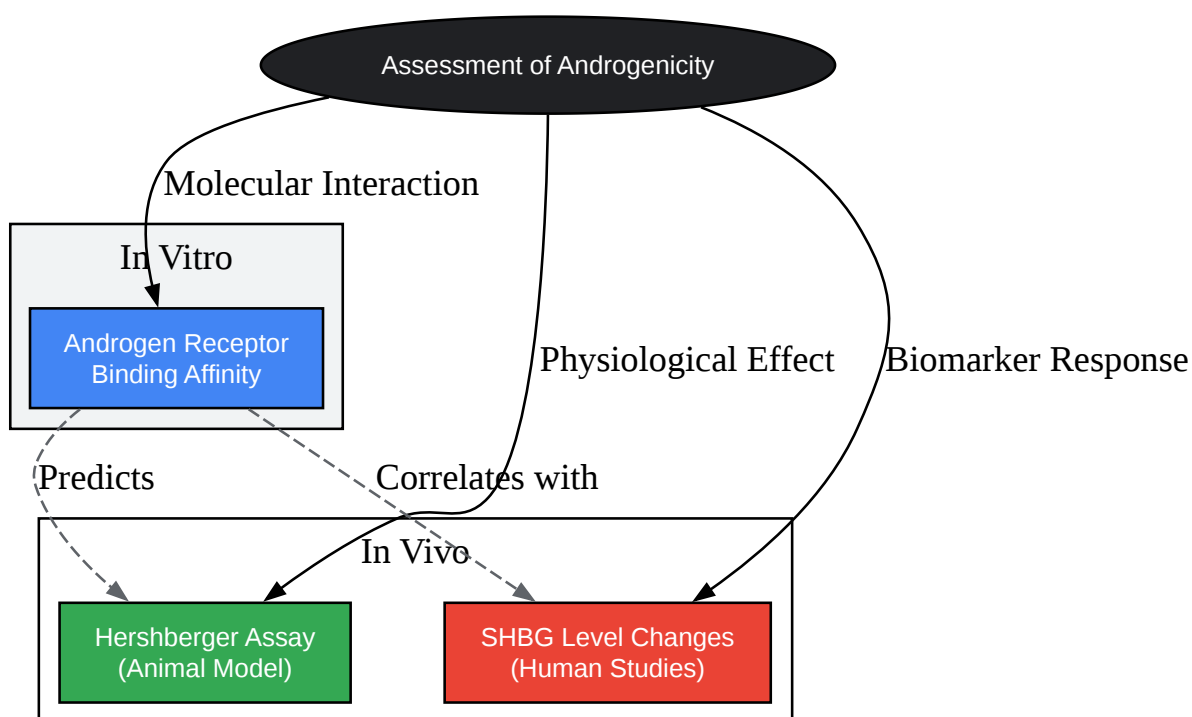 Assessment of Androgenicity
Molecular Interaction
In Vitro
Androgen Receptor
Binding Affinity
Physiological Effect
Biomarker Response
Predicts
Correlates with
In Vivo
Hershberger Assay
(Animal Model)
SHBG Level Changes
(Human Studies)